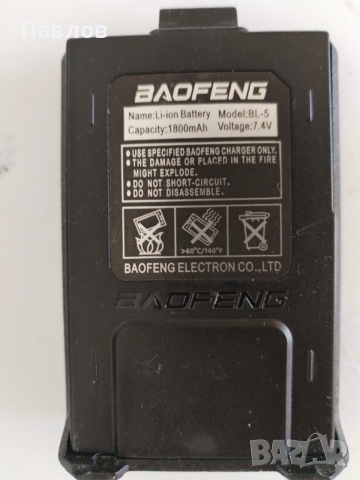 Павлов
BAOFENG
Name:Li-ion Battery Model:BL-5
Capacity:1800mAh Voltage:7.4V
●USE SPECIFIED BAOFENG CHARGER ONLY.
●THE DAMAGE OR PLACFD IN THE FIRE
MIGHT EXPLODE.
●DO NOT SHORT-CIRCUIT.
●DO NOT DISASSEMBLE.
>60°C/140°F
BAOFENG ELECTRON CO.,LTD
BAOFENG
BAZAR